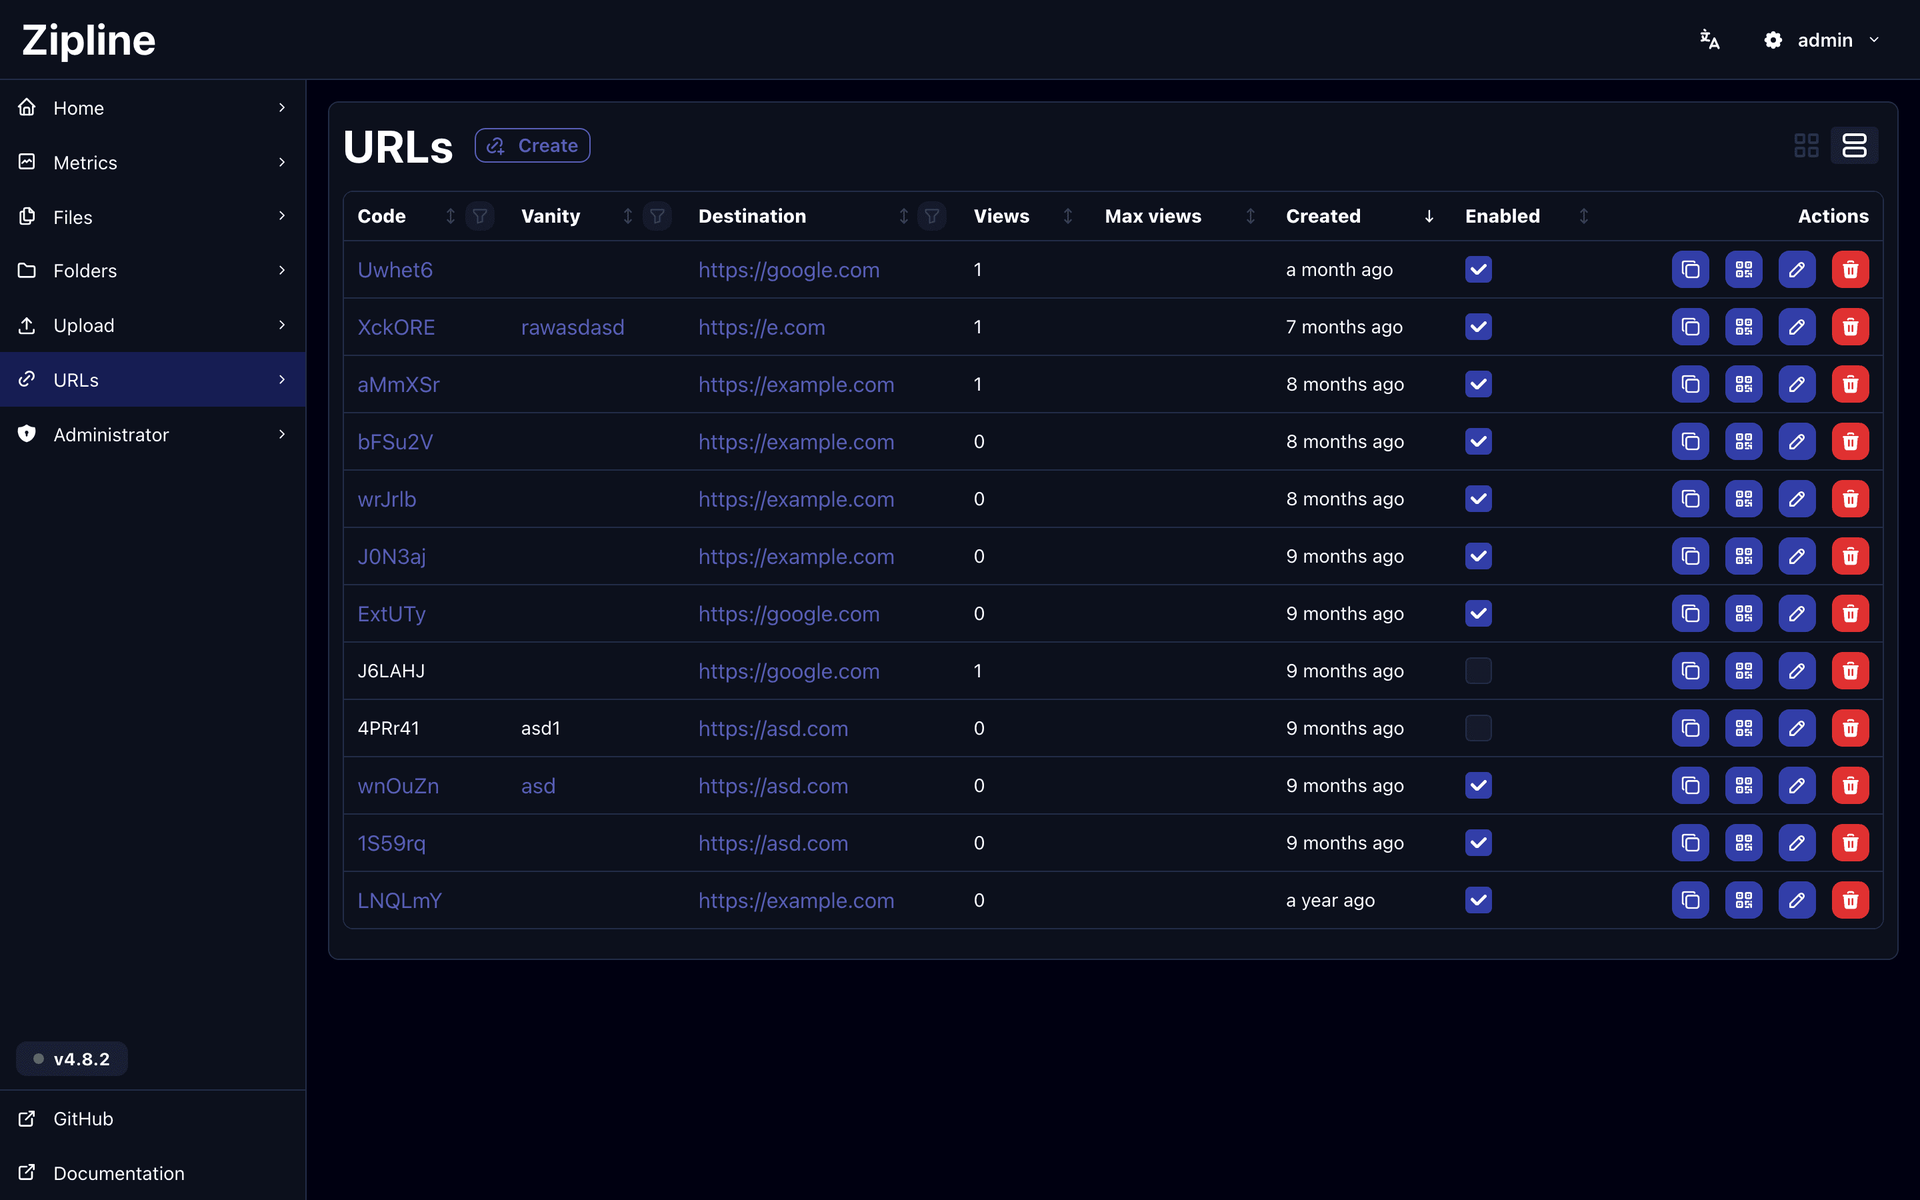 Zipline
admin
Home
Metrics
Files
Folders
Upload
URLs
Administrator
v4.8.2
GitHub
Documentation
URLs Create
Code Vanity Destination Views Max views Created Enabled Actions
Uwhet6 https://google.com 1 a month ago
XckORE rawasdasd https://e.com 1 7 months ago
aMmXSr https://example.com 1 8 months ago
bFSu2V https://example.com 0 8 months ago
wrJrlb https://example.com 0 8 months ago
J0N3aj https://example.com 0 9 months ago
ExtUTy https://google.com 0 9 months ago
J6LAHJ https://google.com 1 9 months ago
4PRr41 asd1 https://asd.com 0 9 months ago
wnOuZn asd https://asd.com 0 9 months ago
1S59rq https://asd.com 0 9 months ago
LNQLmY https://example.com 0 a year ago